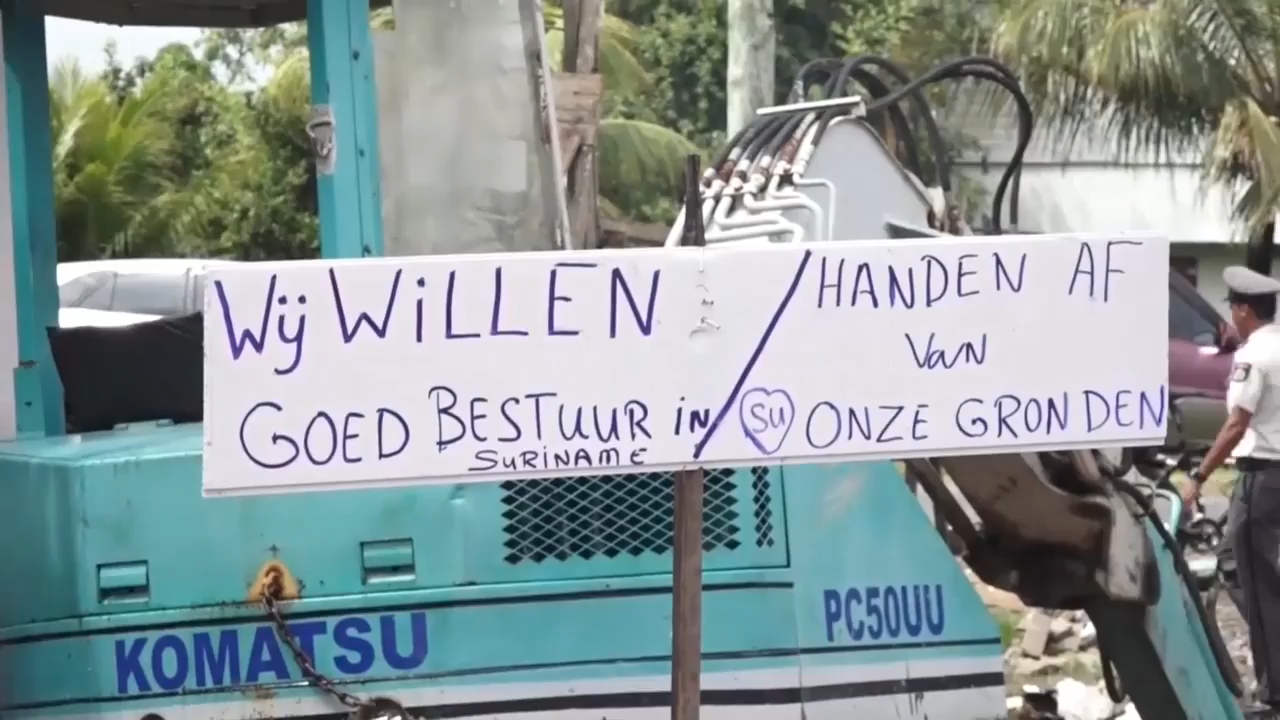 Wij WiLLEN
GOED BESTUUR iN
SURiNAME
/
HANDEN AF
VaN
SU ONZE GRONDEN
KOMATSU
PC50UU